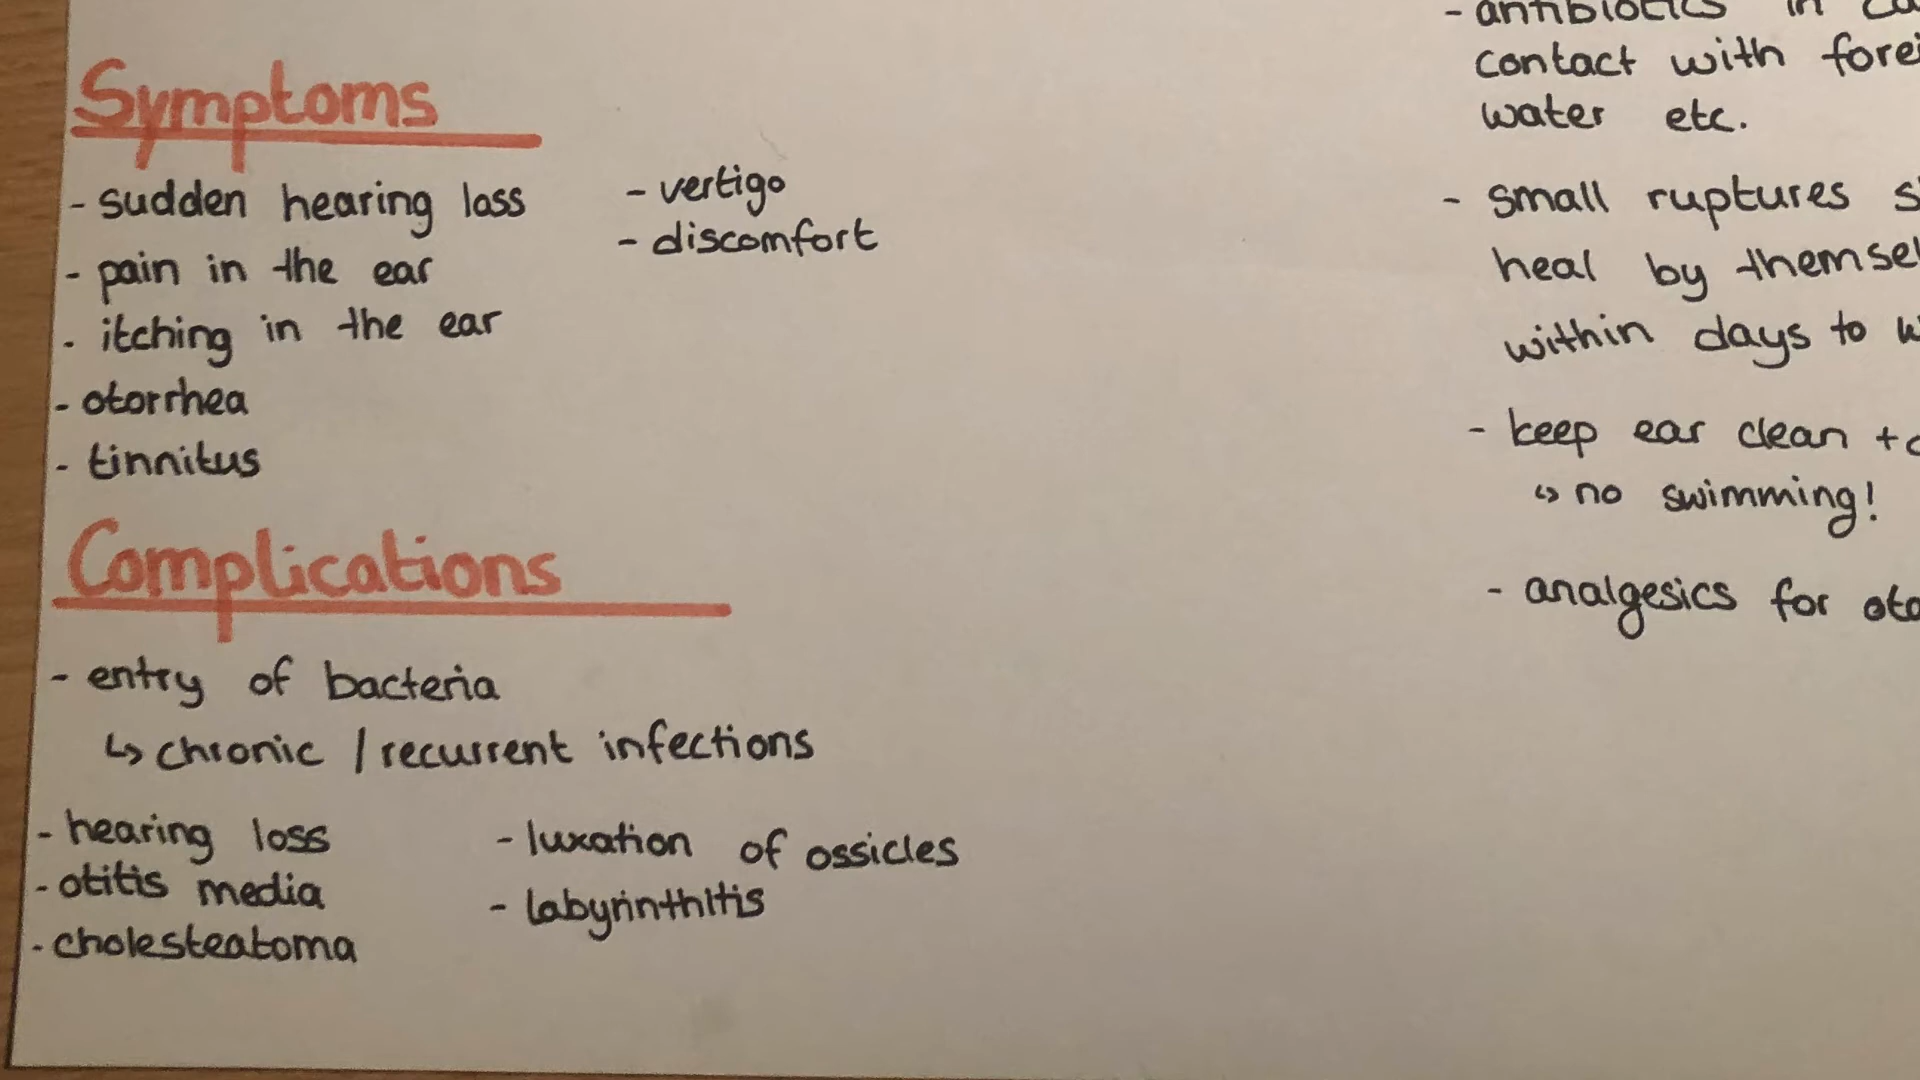 Symptoms
- sudden hearing loss
- pain in the ear
- itching in the ear
- otorrhea
- tinnitus
- vertigo
- discomfort
Complications
- entry of bacteria
↳ chronic / recurrent infections
- hearing loss
- otitis media
- cholesteatoma
- luxation of ossicles
- labyrinthitis
- antibiotics in
contact with
water etc.
- small ruptures
heal by
within days to
- keep ear clean +
↳ no swimming!
- analgesics for